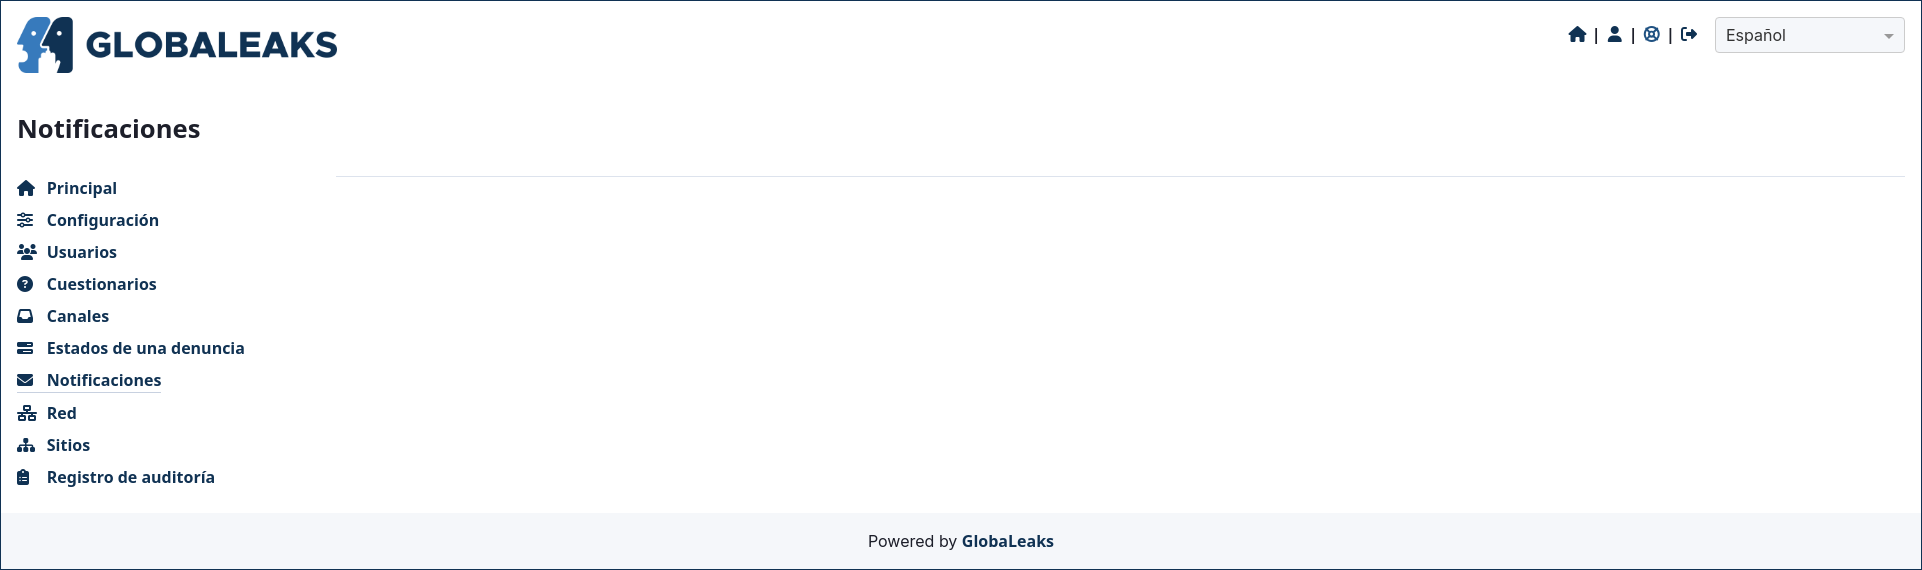 GLOBALEAKS
| | |
Español
Notificaciones
Principal
Configuración
Usuarios
Cuestionarios
Canales
Estados de una denuncia
Notificaciones
Red
Sitios
Registro de auditoría
Powered by GlobaLeaks